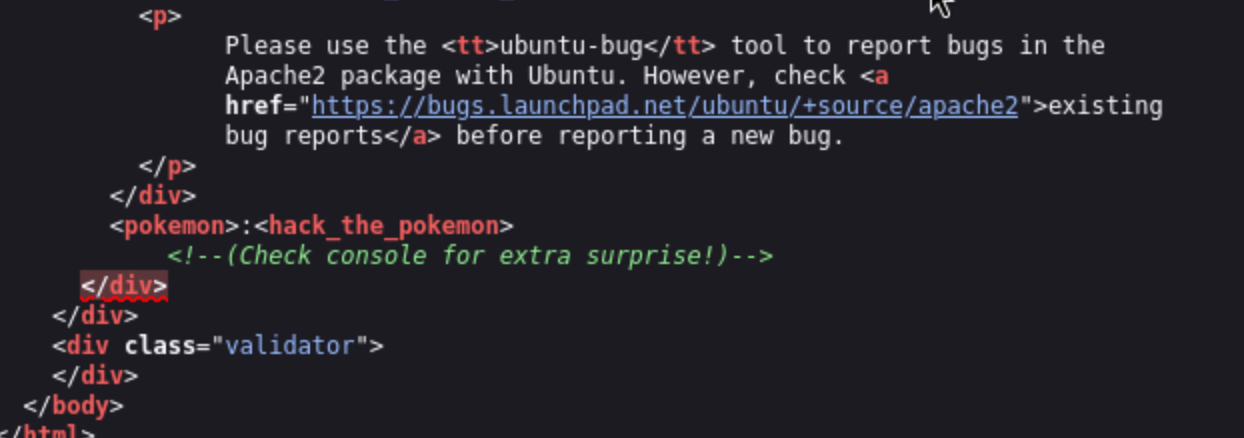 <p>
Please use the <tt>ubuntu-bug</tt> tool to report bugs in the
Apache2 package with Ubuntu. However, check <a
href="https://bugs.launchpad.net/ubuntu/+source/apache2">existing
bug reports</a> before reporting a new bug.
</p>
</div>
<pokemon>:<hack_the_pokemon>
<!--(Check console for extra surprise!)-->
</div>
</div>
<div class="validator">
</div>
</body>
</html>